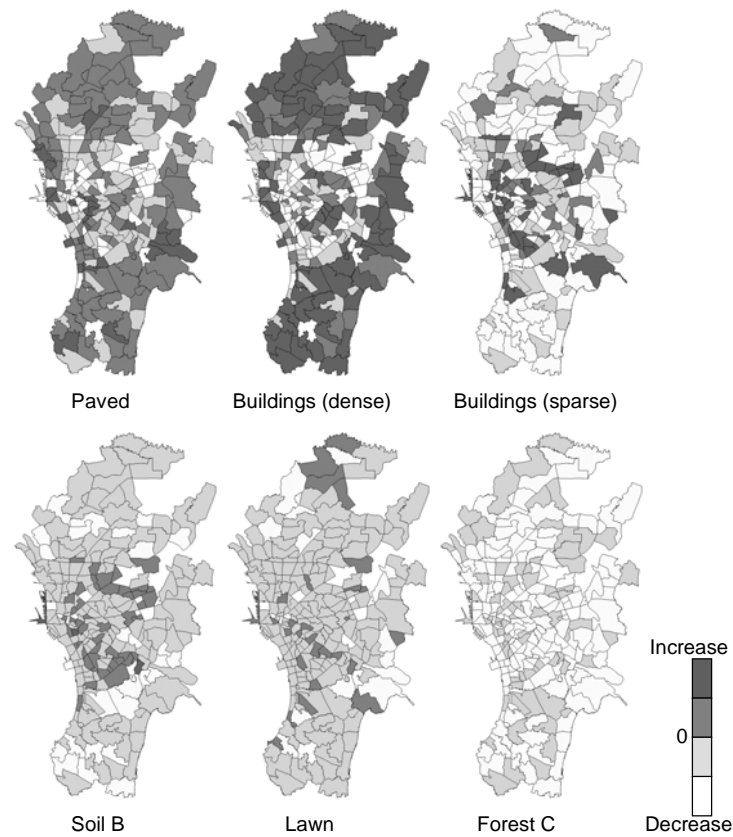 Paved
Buildings (dense)
Buildings (sparse)
Increase
0
Decrease
Soil B
Lawn
Forest C